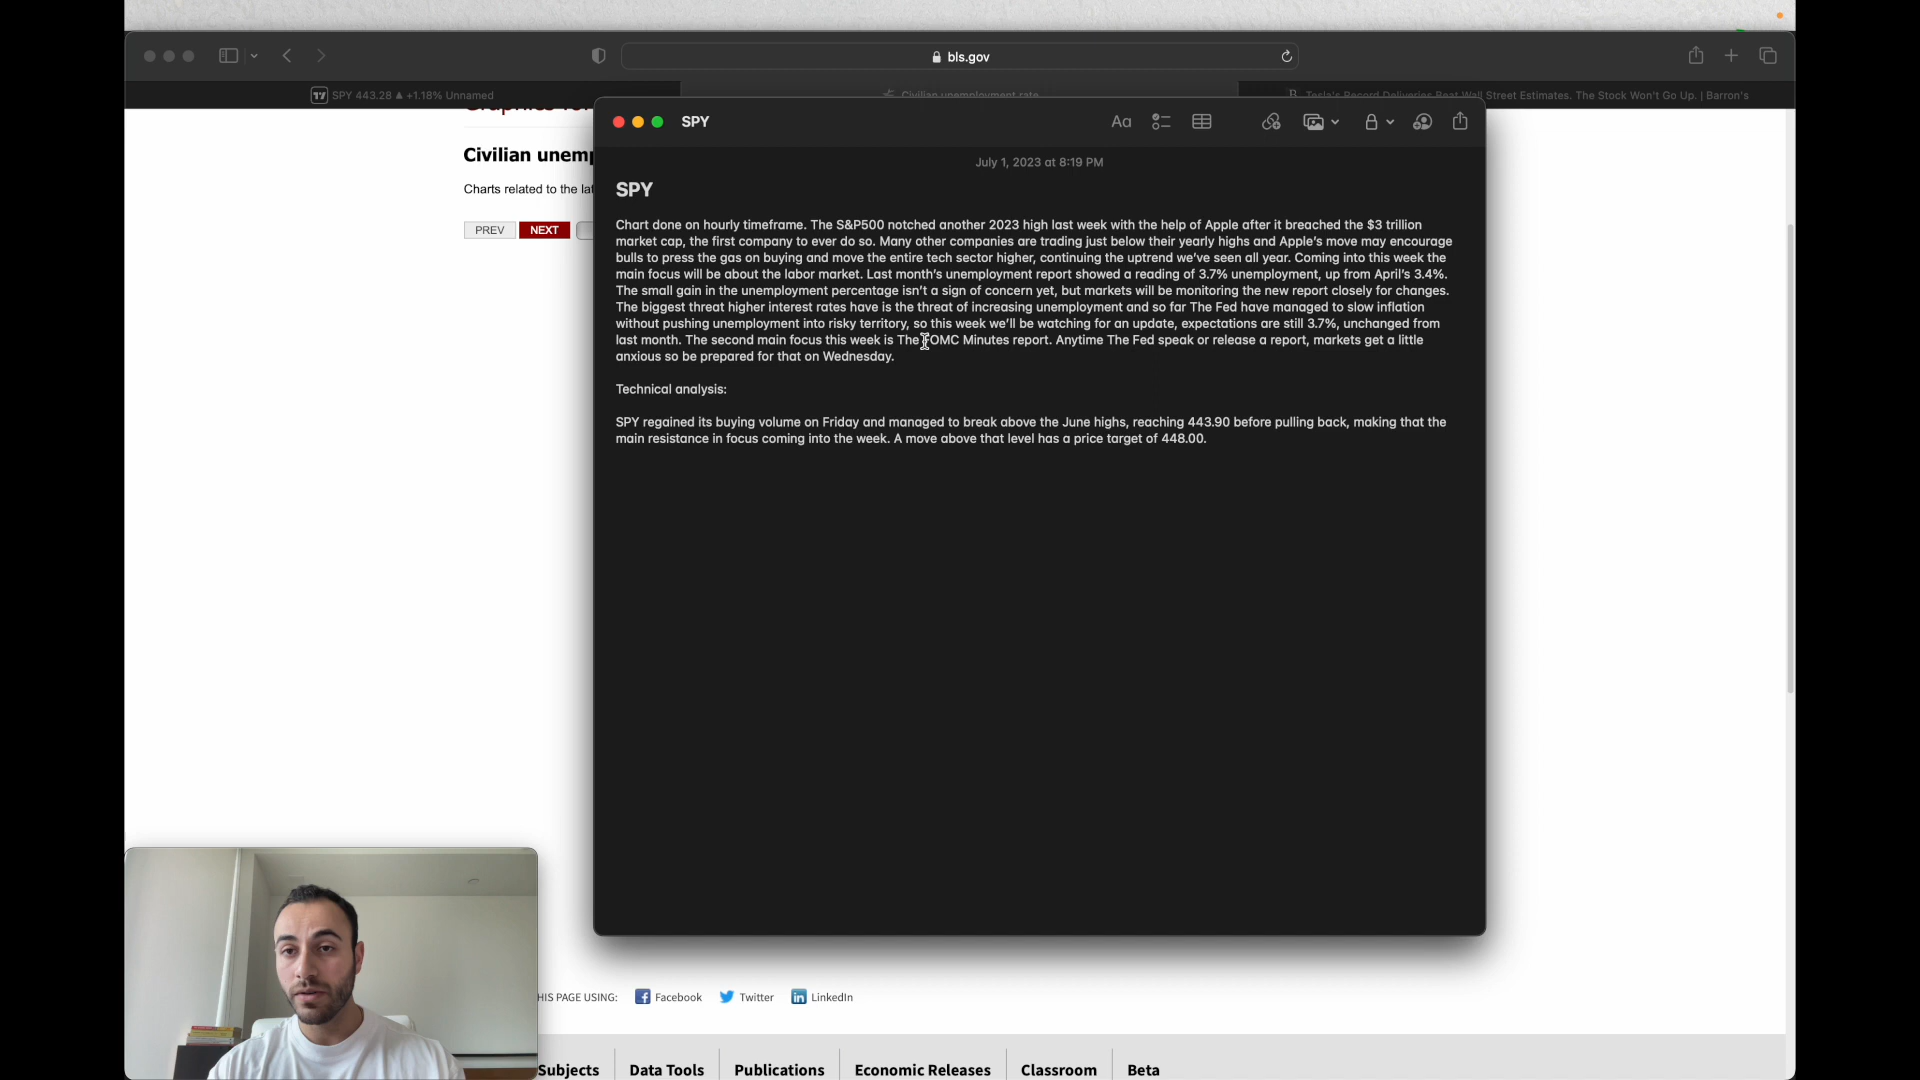 bls.gov
SPY 443.28 ▲ +1.18% Unnamed
Civilian unemployment rate
Tesla's Record Deliveries Beat Wall Street Estimates. The Stock Won't Go Up. | Barron's
SPY
July 1, 2023 at 8:19 PM
Civilian unemp
SPY
Charts related to the la
PREV
NEXT
Chart done on hourly timeframe. The S&P500 notched another 2023 high last week with the help of Apple after it breached the $3 trillion
market cap, the first company to ever do so. Many other companies are trading just below their yearly highs and Apple's move may encourage
bulls to press the gas on buying and move the entire tech sector higher, continuing the uptrend we've seen all year. Coming into this week the
main focus will be about the labor market. Last month's unemployment report showed a reading of 3.7% unemployment, up from April's 3.4%.
The small gain in the unemployment percentage isn't a sign of concern yet, but markets will be monitoring the new report closely for changes.
The biggest threat higher interest rates have is the threat of increasing unemployment and so far The Fed have managed to slow inflation
without pushing unemployment into risky territory, so this week we'll be watching for an update, expectations are still 3.7%, unchanged from
last month. The second main focus this week is The FOMC Minutes report. Anytime The Fed speak or release a report, markets get a little
anxious so be prepared for that on Wednesday.
Technical analysis:
SPY regained its buying volume on Friday and managed to break above the June highs, reaching 443.90 before pulling back, making that the
main resistance in focus coming into the week. A move above that level has a price target of 448.00.
HIS PAGE USING: Facebook Twitter LinkedIn
Subjects Data Tools Publications Economic Releases Classroom Beta